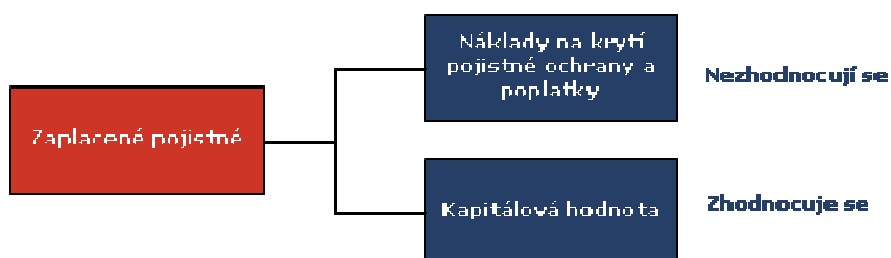 Zaplacené pojistné
Náklady na krytí
pojistné ochrany a
poplatky
Nezhodnocují se
Kapitálová hodnota
Zhodnocuje se